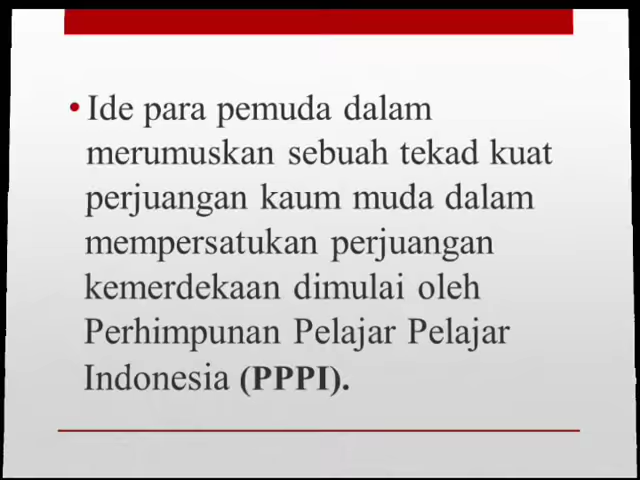 • Ide para pemuda dalam
merumuskan sebuah tekad kuat
perjuangan kaum muda dalam
mempersatukan perjuangan
kemerdekaan dimulai oleh
Perhimpunan Pelajar Pelajar
Indonesia (PPPI).